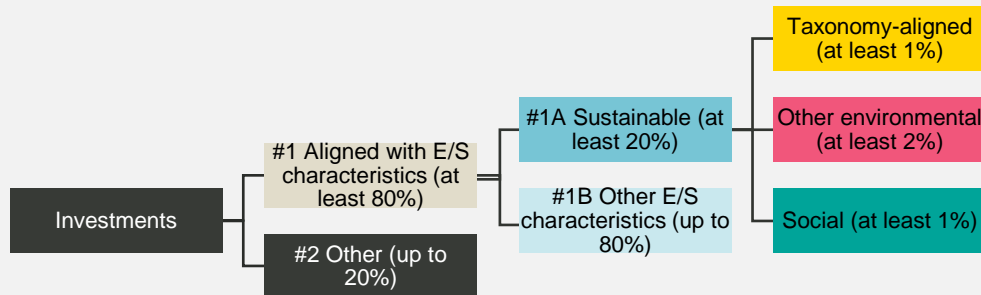 Investments
#1 Aligned with E/S
characteristics (at
least 80%)
#2 Other (up to
20%)
#1A Sustainable (at
least 20%)
#1B Other E/S
characteristics (up to
80%)
Taxonomy-aligned
(at least 1%)
Other environmental
(at least 2%)
Social (at least 1%)